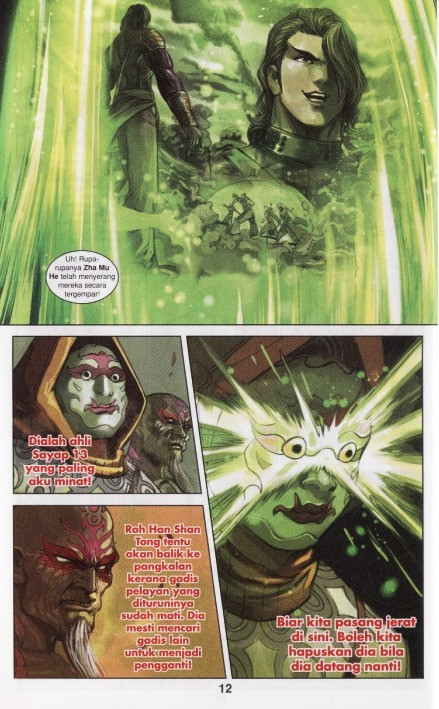 Uh! Rupa-
rupanya Zha Mu
He telah menyerang
mereka secara
tergempar!
Dialah ahli
Sayap 13
yang paling
aku minat!
Roh Han Shan
Tong tentu
akan balik ke
pangkalan
kerana gadis
pelayan yang
dituruninya
sudah mati. Dia
mesti mencari
gadis lain
untuk menjadi
pengganti!
Biar kita pasang jerat
di sini. Boleh kita
hapuskan dia bila
dia datang nanti!
12